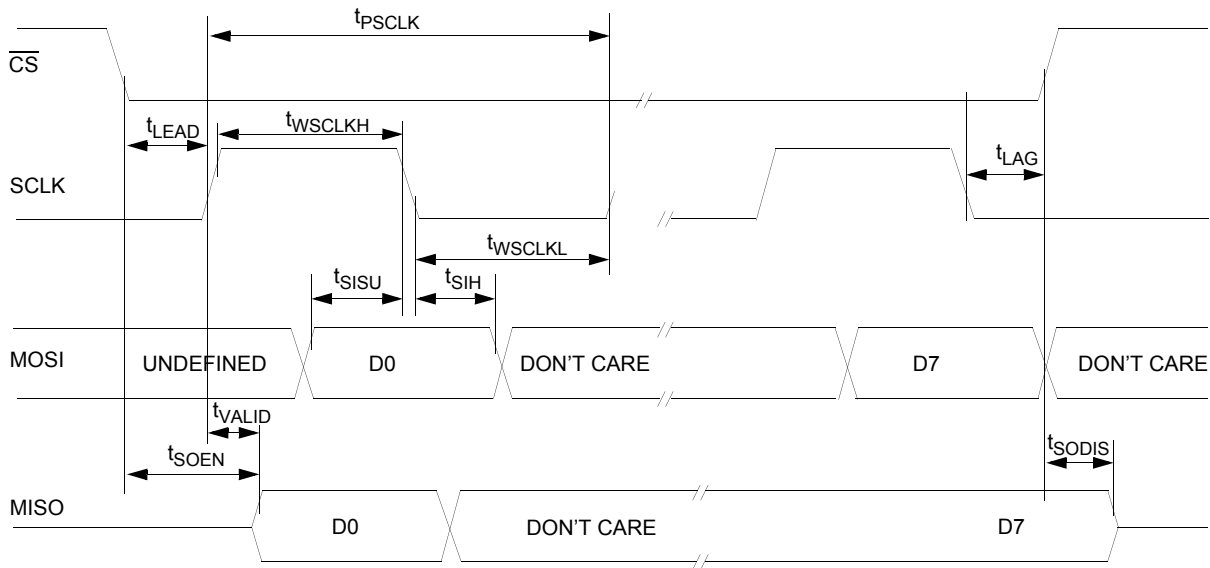 tPSCLK
CS
tLEAD
tWSCLKH
tLAG
SCLK
tWSCLKL
tSISU
tSIH
MOSI
UNDEFINED
D0
DON'T CARE
D7
DON'T CARE
tVALID
tSOEN
tSODIS
MISO
D0
DON'T CARE
D7